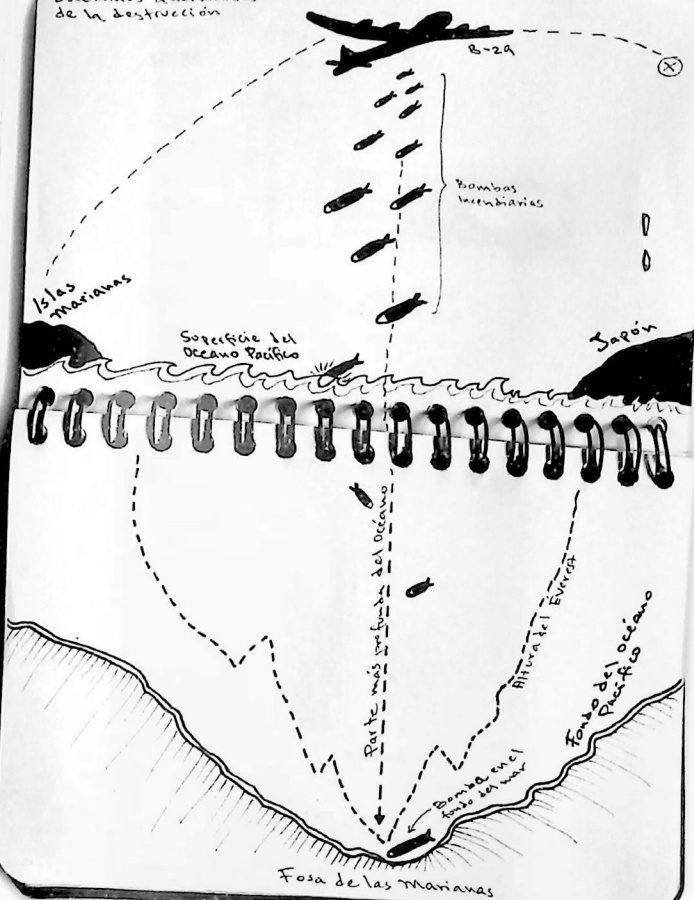 de la destrucción
B-29
Bombas
Incendiarias
Islas
Marianas
Superficie del
Océano Pacífico
Japón
Parte más profunda del Océano
Altura del Everest
Fondo del Océano
Pacífico
Bomba en el
fondo del mar
Fosa de las Marianas